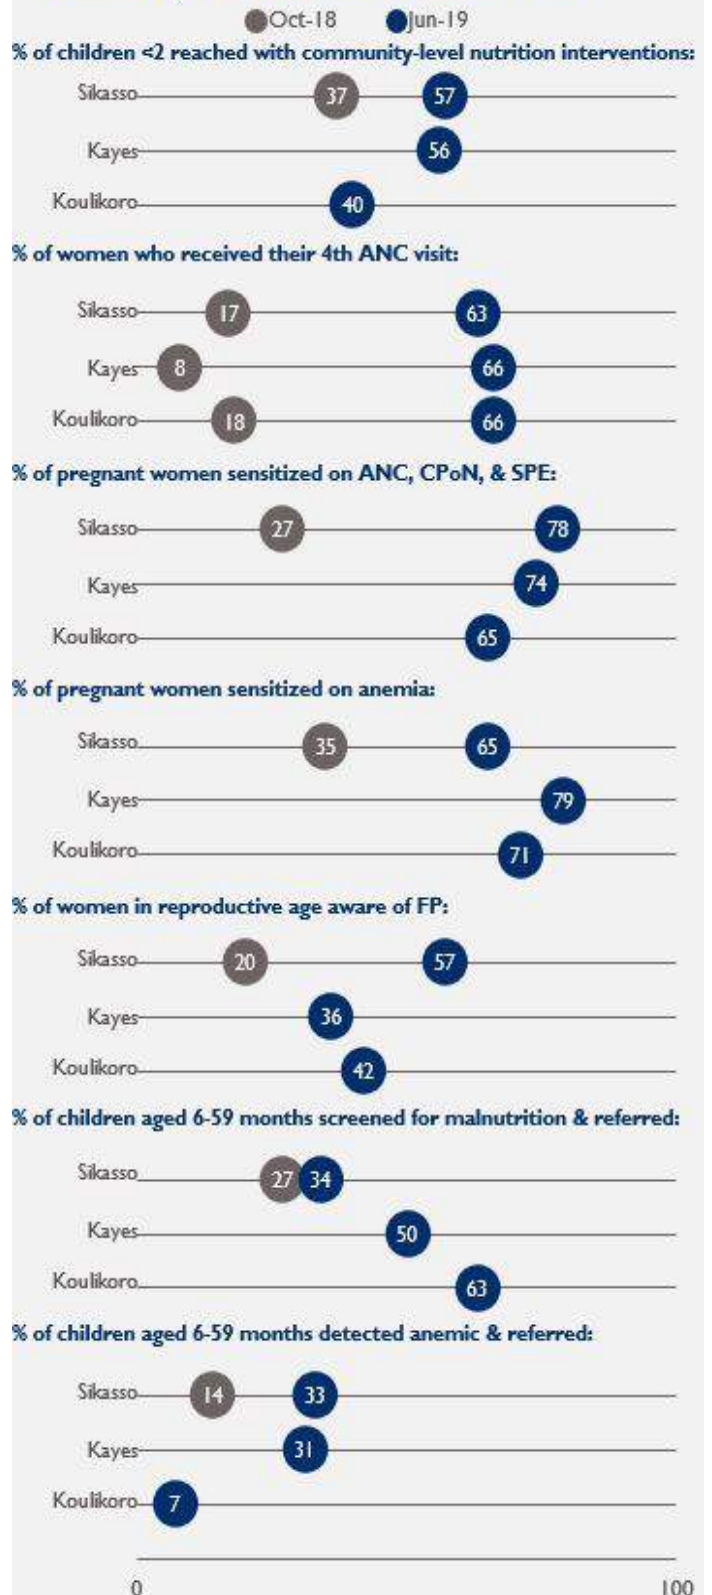 Oct-18 Jun-19
% of children <2 reached with community-level nutrition interventions:
Sikasso 37 57
Kayes 56
Koulikoro 40
% of women who received their 4th ANC visit:
Sikasso 17 63
Kayes 8 66
Koulikoro 18 66
% of pregnant women sensitized on ANC, CPoN, & SPE:
Sikasso 27 78
Kayes 74
Koulikoro 65
% of pregnant women sensitized on anemia:
Sikasso 35 65
Kayes 79
Koulikoro 71
% of women in reproductive age aware of FP:
Sikasso 20 57
Kayes 36
Koulikoro 42
% of children aged 6-59 months screened for malnutrition & referred:
Sikasso 27 34
Kayes 50
Koulikoro 63
% of children aged 6-59 months detected anemic & referred:
Sikasso 14 33
Kayes 31
Koulikoro 7
0 100